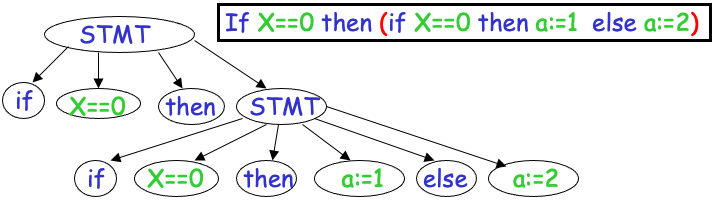 STMT
If X==0 then (if X==0 then a:=1 else a:=2)
if X==0 then STMT
if X==0 then a:=1 else a:=2